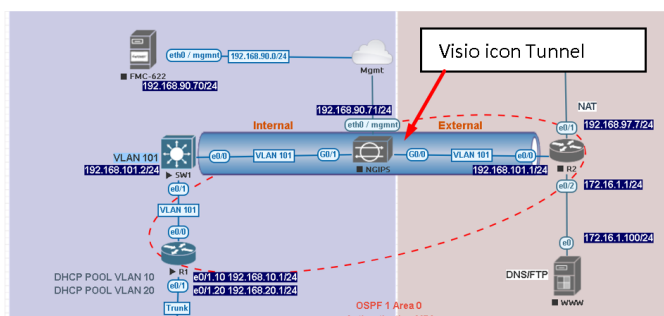 Visio icon Tunnel
eth0 / mgmnt
192.168.90.0/24
FMC-622
192.168.90.70/24
Mgmt
192.168.90.71/24
eth0 / mgmnt
NAT
e0/1
192.168.97.7/24
Internal
External
VLAN 101
192.168.101.2/24
SW1
e0/0
VLAN 101
G0/1
NGIPS
G0/0
VLAN 101
e0/0
192.168.101.1/24
R2
e0/2
172.16.1.1/24
e0/1
VLAN 101
e0/0
R1
172.16.1.100/24
e0
DNS/FTP
WWW
DHCP POOL VLAN 10
e0/1.10 192.168.10.1/24
DHCP POOL VLAN 20
e0/1
e0/1.20 192.168.20.1/24
Trunk
OSPF 1 Area 0